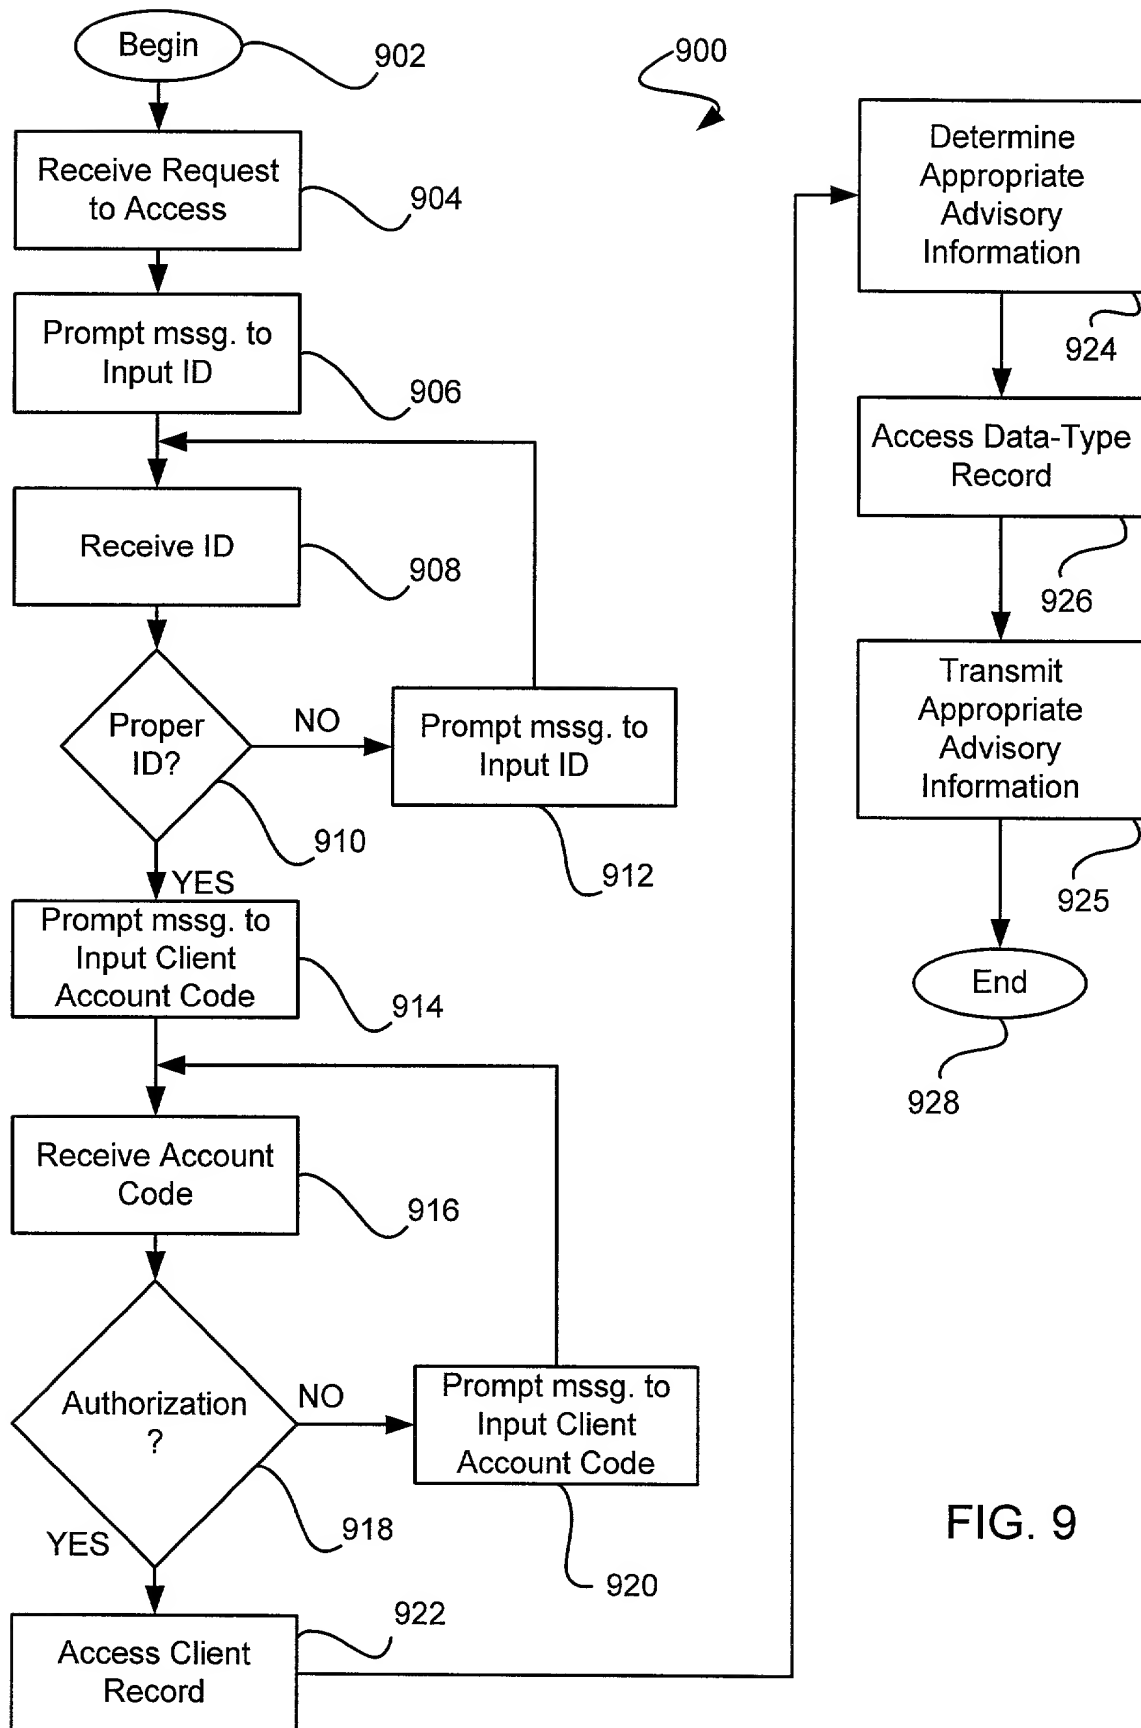 Begin
902
Receive Request
to Access
904
Prompt mssg. to
Input ID
906
Receive ID
908
Proper
ID?
910
NO
Prompt mssg. to
Input ID
912
YES
Prompt mssg. to
Input Client
Account Code
914
Receive Account
Code
916
Authorization
?
918
NO
Prompt mssg. to
Input Client
Account Code
920
YES
Access Client
Record
922
900
Determine
Appropriate
Advisory
Information
924
Access Data-Type
Record
926
Transmit
Appropriate
Advisory
Information
925
End
928
FIG. 9